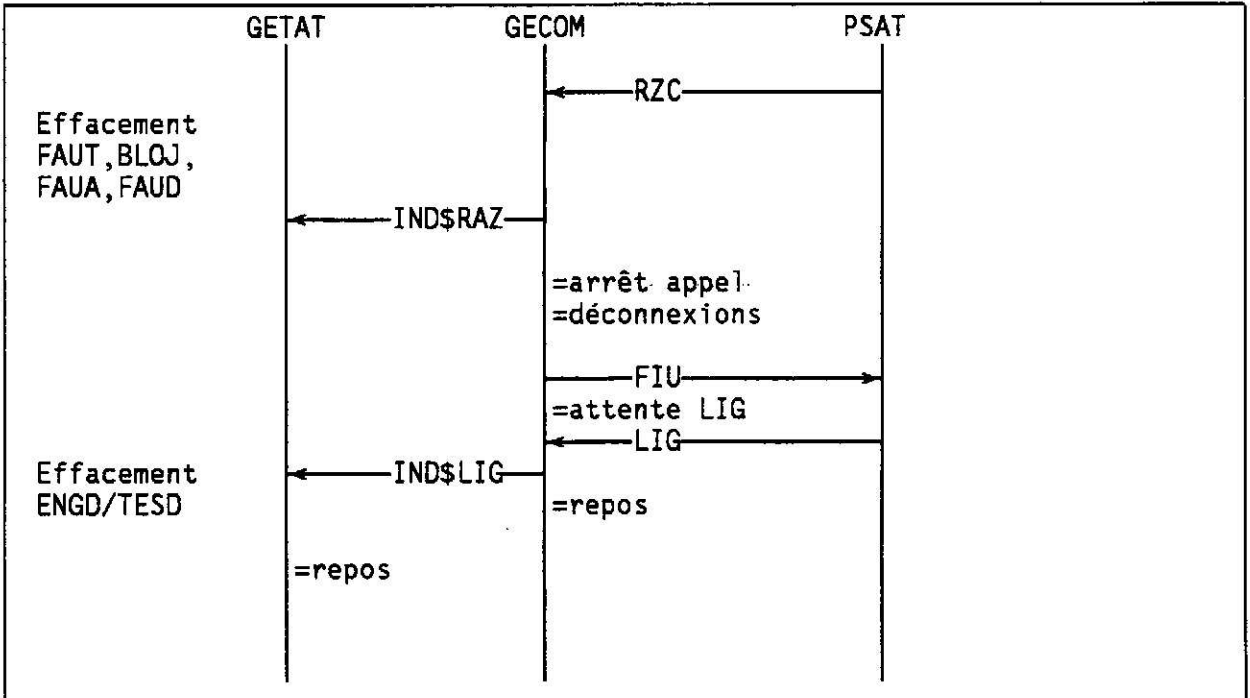 GETAT GECOM PSAT
RZC
Effacement
FAUT,BLOJ,
FAUA,FAUD
IND$RAZ
=arrêt appel
=déconnexions
FIU
=attente LIG
LIG
Effacement IND$LIG
ENGD/TESD =repos
=repos